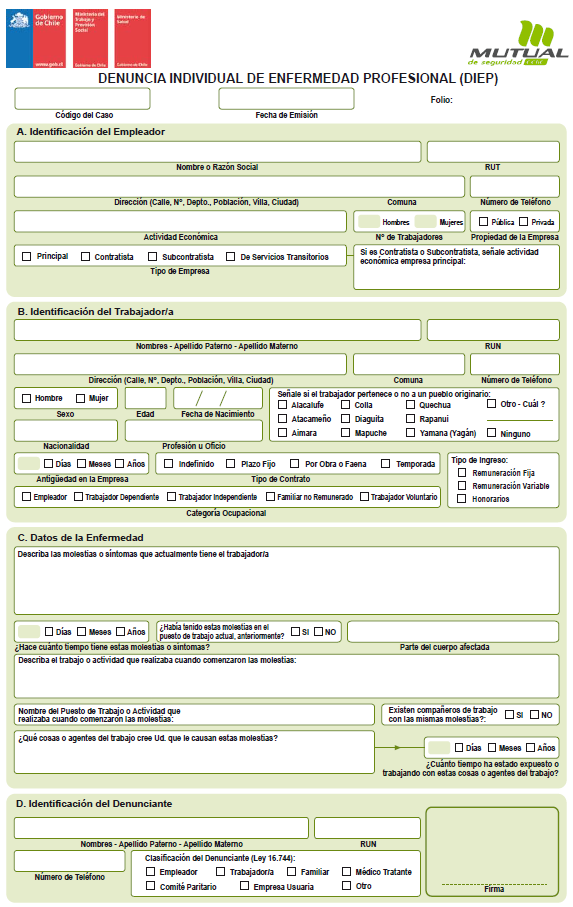 Gobierno de Chile
www.gob.cl
Ministerio del Trabajo y Previsión Social
Gobierno de Chile
Ministerio de Salud
Gobierno de Chile
MUTUAL
de seguridad CChC
DENUNCIA INDIVIDUAL DE ENFERMEDAD PROFESIONAL (DIEP)
Folio:
Código del Caso
Fecha de Emisión
A. Identificación del Empleador
Nombre o Razón Social
RUT
Dirección (Calle, Nº, Depto., Población, Villa, Ciudad)
Comuna
Número de Teléfono
Hombres
Mujeres
Pública
Privada
Actividad Económica
Nº de Trabajadores
Propiedad de la Empresa
Principal
Contratista
Subcontratista
De Servicios Transitorios
Tipo de Empresa
Si es Contratista o Subcontratista, señale actividad
económica empresa principal:
B. Identificación del Trabajador/a
Nombres - Apellido Paterno - Apellido Materno
RUN
Dirección (Calle, Nº, Depto., Población, Villa, Ciudad)
Comuna
Número de Teléfono
Hombre
Mujer
/ /
Sexo
Edad
Fecha de Nacimiento
Señale si el trabajador pertenece o no a un pueblo originario:
Alacalufe
Colla
Quechua
Otro - Cuál ?
Atacameño
Diaguita
Rapanui
Aimara
Mapuche
Yamana (Yagán)
Ninguno
Nacionalidad
Profesión u Oficio
Días
Meses
Años
Antigüedad en la Empresa
Indefinido
Plazo Fijo
Por Obra o Faena
Temporada
Tipo de Contrato
Tipo de Ingreso:
Remuneración Fija
Remuneración Variable
Honorarios
Empleador
Trabajador Dependiente
Trabajador Independiente
Familiar no Remunerado
Trabajador Voluntario
Categoría Ocupacional
C. Datos de la Enfermedad
Describa las molestias o síntomas que actualmente tiene el trabajador/a
Días
Meses
Años
¿Hace cuánto tiempo tiene estas molestias o síntomas?
¿Había tenido estas molestias en el
puesto de trabajo actual, anteriormente?
SI
NO
Parte del cuerpo afectada
Describa el trabajo o actividad que realizaba cuando comenzaron las molestias:
Nombre del Puesto de Trabajo o Actividad que
realizaba cuando comenzaron las molestias:
Existen compañeros de trabajo
con las mismas molestias?:
SI
NO
¿Qué cosas o agentes del trabajo cree Ud. que le causan estas molestias?
Días
Meses
Años
¿Cuánto tiempo ha estado expuesto o
trabajando con estas cosas o agentes del trabajo?
D. Identificación del Denunciante
Nombres - Apellido Paterno - Apellido Materno
RUN
Número de Teléfono
Clasificación del Denunciante (Ley 16.744):
Empleador
Trabajador/a
Familiar
Médico Tratante
Comité Paritario
Empresa Usuaria
Otro
Firma